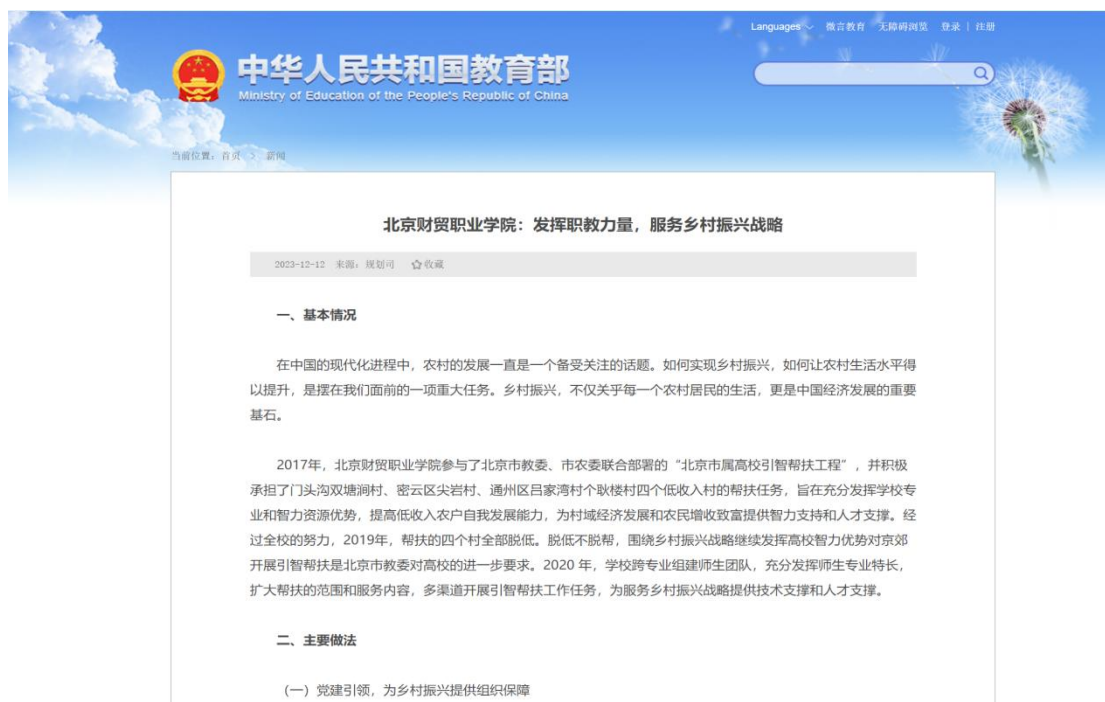 Languages 微言教育 无障碍浏览 登录 | 注册
中华人民共和国教育部
Ministry of Education of the People's Republic of China
当前位置：首页 > 新闻
北京财贸职业学院：发挥职教力量，服务乡村振兴战略
2023-12-12 来源：规划司 收藏
一、基本情况
在中国的现代化进程中，农村的发展一直是一个备受关注的话题。如何实现乡村振兴，如何让农村生活水平得
以提升，是摆在我们面前的一项重大任务。乡村振兴，不仅关乎每一个农村居民的生活，更是中国经济发展的重要
基石。
2017年，北京财贸职业学院参与了北京市教委、市农委联合部署的“北京市属高校引智帮扶工程”，并积极
承担了门头沟双塘涧村、密云区尖岩村、通州区吕家湾村个耿楼村四个低收入村的帮扶任务，旨在充分发挥学校专
业和智力资源优势，提高低收入农户自我发展能力，为村域经济发展和农民增收致富提供智力支持和人才支撑。经
过全校的努力，2019年，帮扶的四个村全部脱低。脱低不脱帮，围绕乡村振兴战略继续发挥高校智力优势对京郊
开展引智帮扶是北京市教委对高校的进一步要求。2020 年，学校跨专业组建师生团队，充分发挥师生专业特长，
扩大帮扶的范围和服务内容，多渠道开展引智帮扶工作任务，为服务乡村振兴战略提供技术支撑和人才支撑。
二、主要做法
（一）党建引领，为乡村振兴提供组织保障